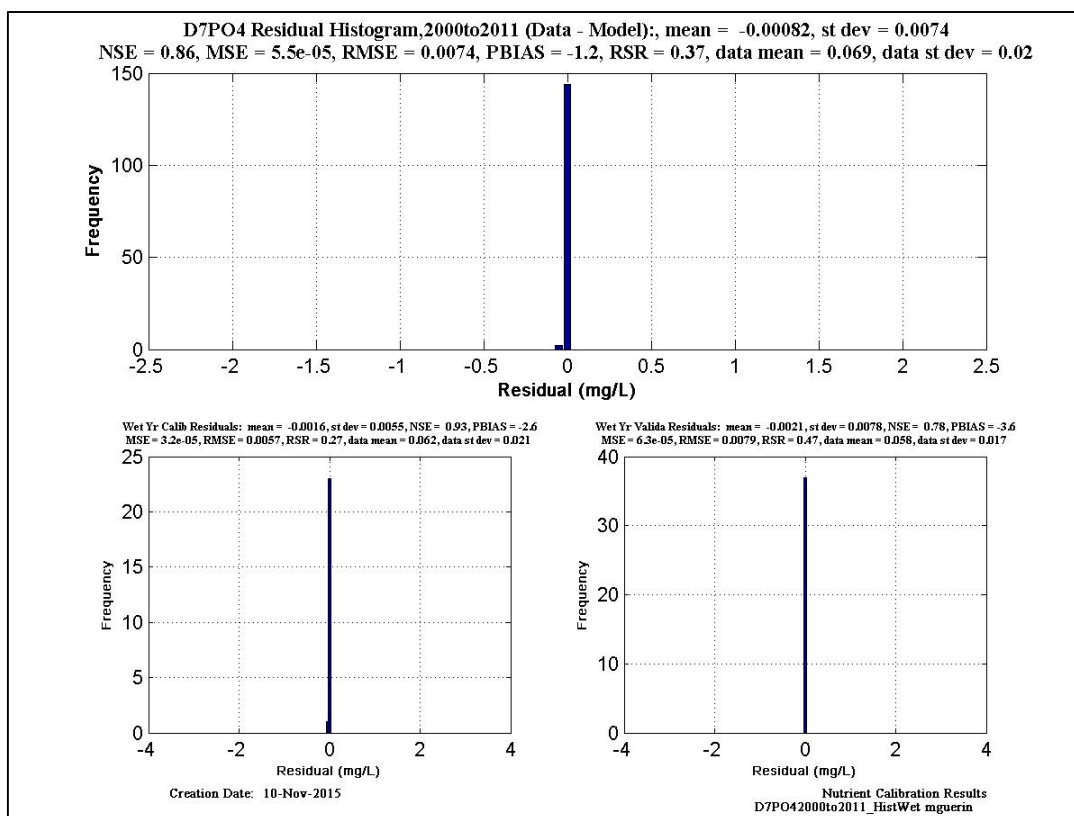 D7PO4 Residual Histogram,2000to2011 (Data - Model):, mean = -0.00082, st dev = 0.0074
NSE = 0.86, MSE = 5.5e-05, RMSE = 0.0074, PBIAS = -1.2, RSR = 0.37, data mean = 0.069, data st dev = 0.02
150
100
50
0
Frequency
-2.5 -2 -1.5 -1 -0.5 0 0.5 1 1.5 2 2.5
Residual (mg/L)
Wet Yr Calib Residuals: mean = -0.0016, st dev = 0.0055, NSE = 0.93, PBIAS = -2.6
MSE = 3.2e-05, RMSE = 0.0057, RSR = 0.27, data mean = 0.062, data st dev = 0.021
25
20
15
10
5
0
Frequency
-4 -2 0 2 4
Residual (mg/L)
Wet Yr Valida Residuals: mean = -0.0021, st dev = 0.0078, NSE = 0.78, PBIAS = -3.6
MSE = 6.3e-05, RMSE = 0.0079, RSR = 0.47, data mean = 0.058, data st dev = 0.017
40
30
20
10
0
Frequency
-4 -2 0 2 4
Residual (mg/L)
Creation Date: 10-Nov-2015
Nutrient Calibration Results
D7PO42000to2011_HistWet mguerin